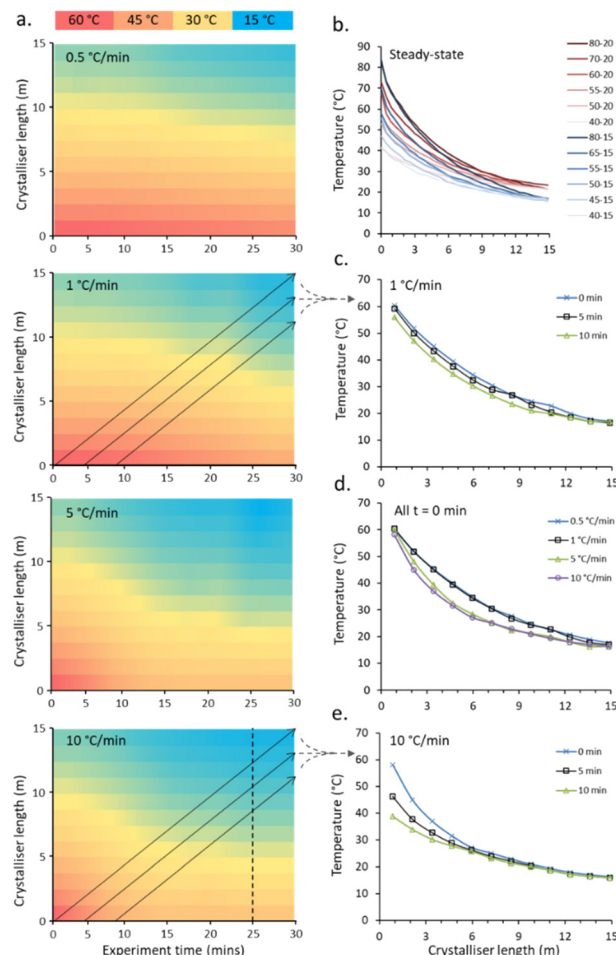 a.
60 °C 45 °C 30 °C 15 °C
0.5 °C/min
Crystalliser length (m)
15
10
5
0
0 5 10 15 20 25 30
1 °C/min
Crystalliser length (m)
15
10
5
0
0 5 10 15 20 25 30
5 °C/min
Crystalliser length (m)
15
10
5
0
0 5 10 15 20 25 30
10 °C/min
Crystalliser length (m)
15
10
5
0
0 5 10 15 20 25 30
Experiment time (mins)
b.
Steady-state
Temperature (°C)
90
80
70
60
50
40
30
20
10
0
0 3 6 9 12 15
80-20
70-20
60-20
55-20
50-20
40-20
80-15
65-15
55-15
50-15
45-15
40-15
c.
1 °C/min
Temperature (°C)
70
60
50
40
30
20
10
0
0 3 6 9 12 15
0 min
5 min
10 min
d.
All t = 0 min
Temperature (°C)
70
60
50
40
30
20
10
0
0 3 6 9 12 15
0.5 °C/min
1 °C/min
5 °C/min
10 °C/min
e.
10 °C/min
Temperature (°C)
70
60
50
40
30
20
10
0
0 3 6 9 12 15
0 min
5 min
10 min
Crystalliser length (m)